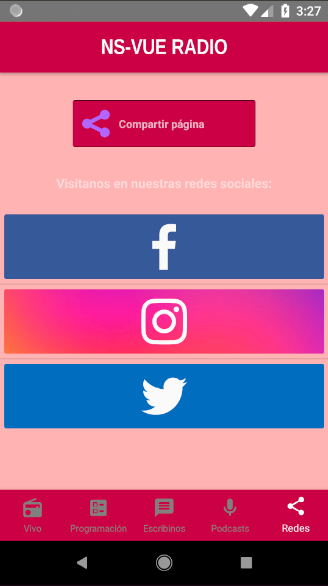 3:27
NS-VUE RADIO
Compartir página
Visitanos en nuestras redes sociales:
Vivo
Programación
Escribinos
Podcasts
Redes